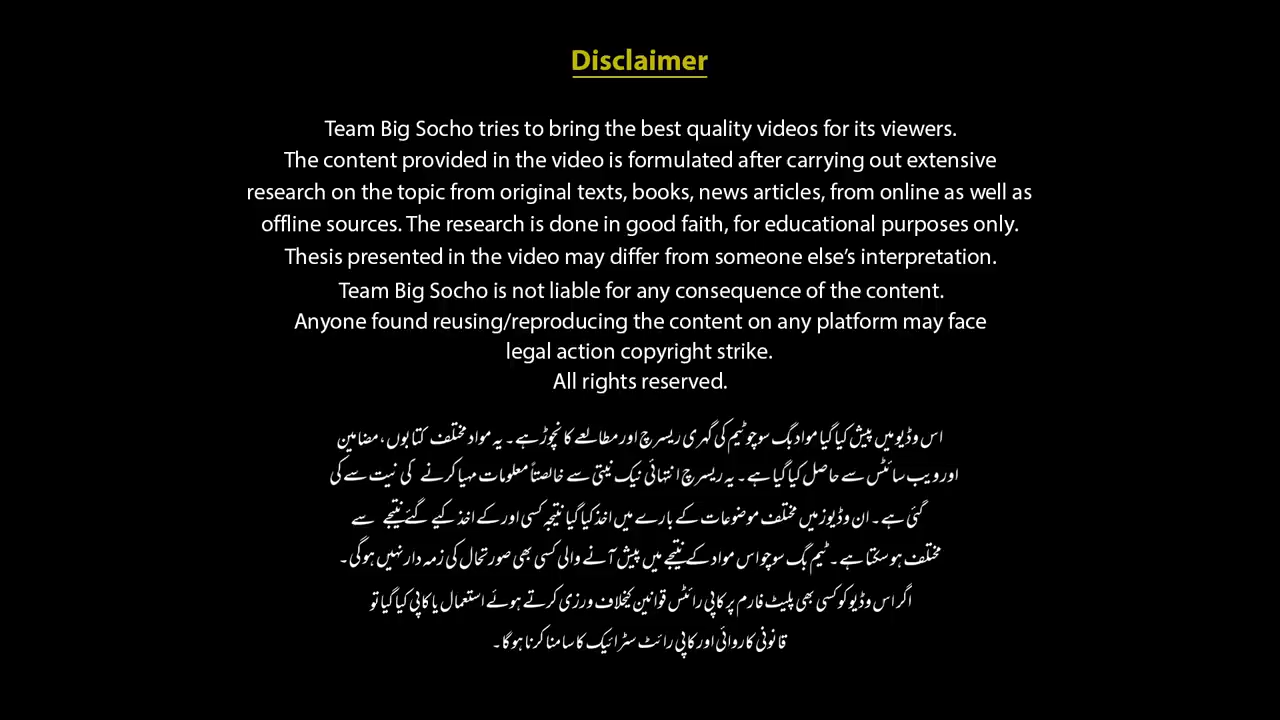 Disclaimer
Team Big Socho tries to bring the best quality videos for its viewers.
The content provided in the video is formulated after carrying out extensive
research on the topic from original texts, books, news articles, from online as well as
offline sources. The research is done in good faith, for educational purposes only.
Thesis presented in the video may differ from someone else's interpretation.
Team Big Socho is not liable for any consequence of the content.
Anyone found reusing/reproducing the content on any platform may face
legal action copyright strike.
All rights reserved.
اس وڈیو میں پیش کیا گیا مواد بگ سوچو ٹیم کی گہری ریسرچ اور مطالعے کا نچوڑ ہے۔ یہ مواد مختلف کتابوں، مضامین
اور ویب سائٹس سے حاصل کیا گیا ہے۔ یہ ریسرچ انتہائی نیک نیتی سے خالصتاً معلومات مہیا کرنے کی نیت سے کی
گئی ہے۔ ان وڈیوز میں مختلف موضوعات کے بارے میں اخذ کیا گیا نتیجہ کسی اور کے اخذ کیے گئے نتیجے سے
مختلف ہو سکتا ہے۔ ٹیم بگ سوچو اس مواد کے نتیجے میں پیش آنے والی کسی بھی صورتحال کی زمہ دار نہیں ہوگی۔
اگر اس وڈیو کو کسی بھی پلیٹ فارم پر کاپی رائٹس قوانین کیخلاف ورزی کرتے ہوئے استعمال یا کاپی کیا گیا تو
قانونی کاروائی اور کاپی رائٹ سٹرائیک کا سامنا کرنا ہوگا۔